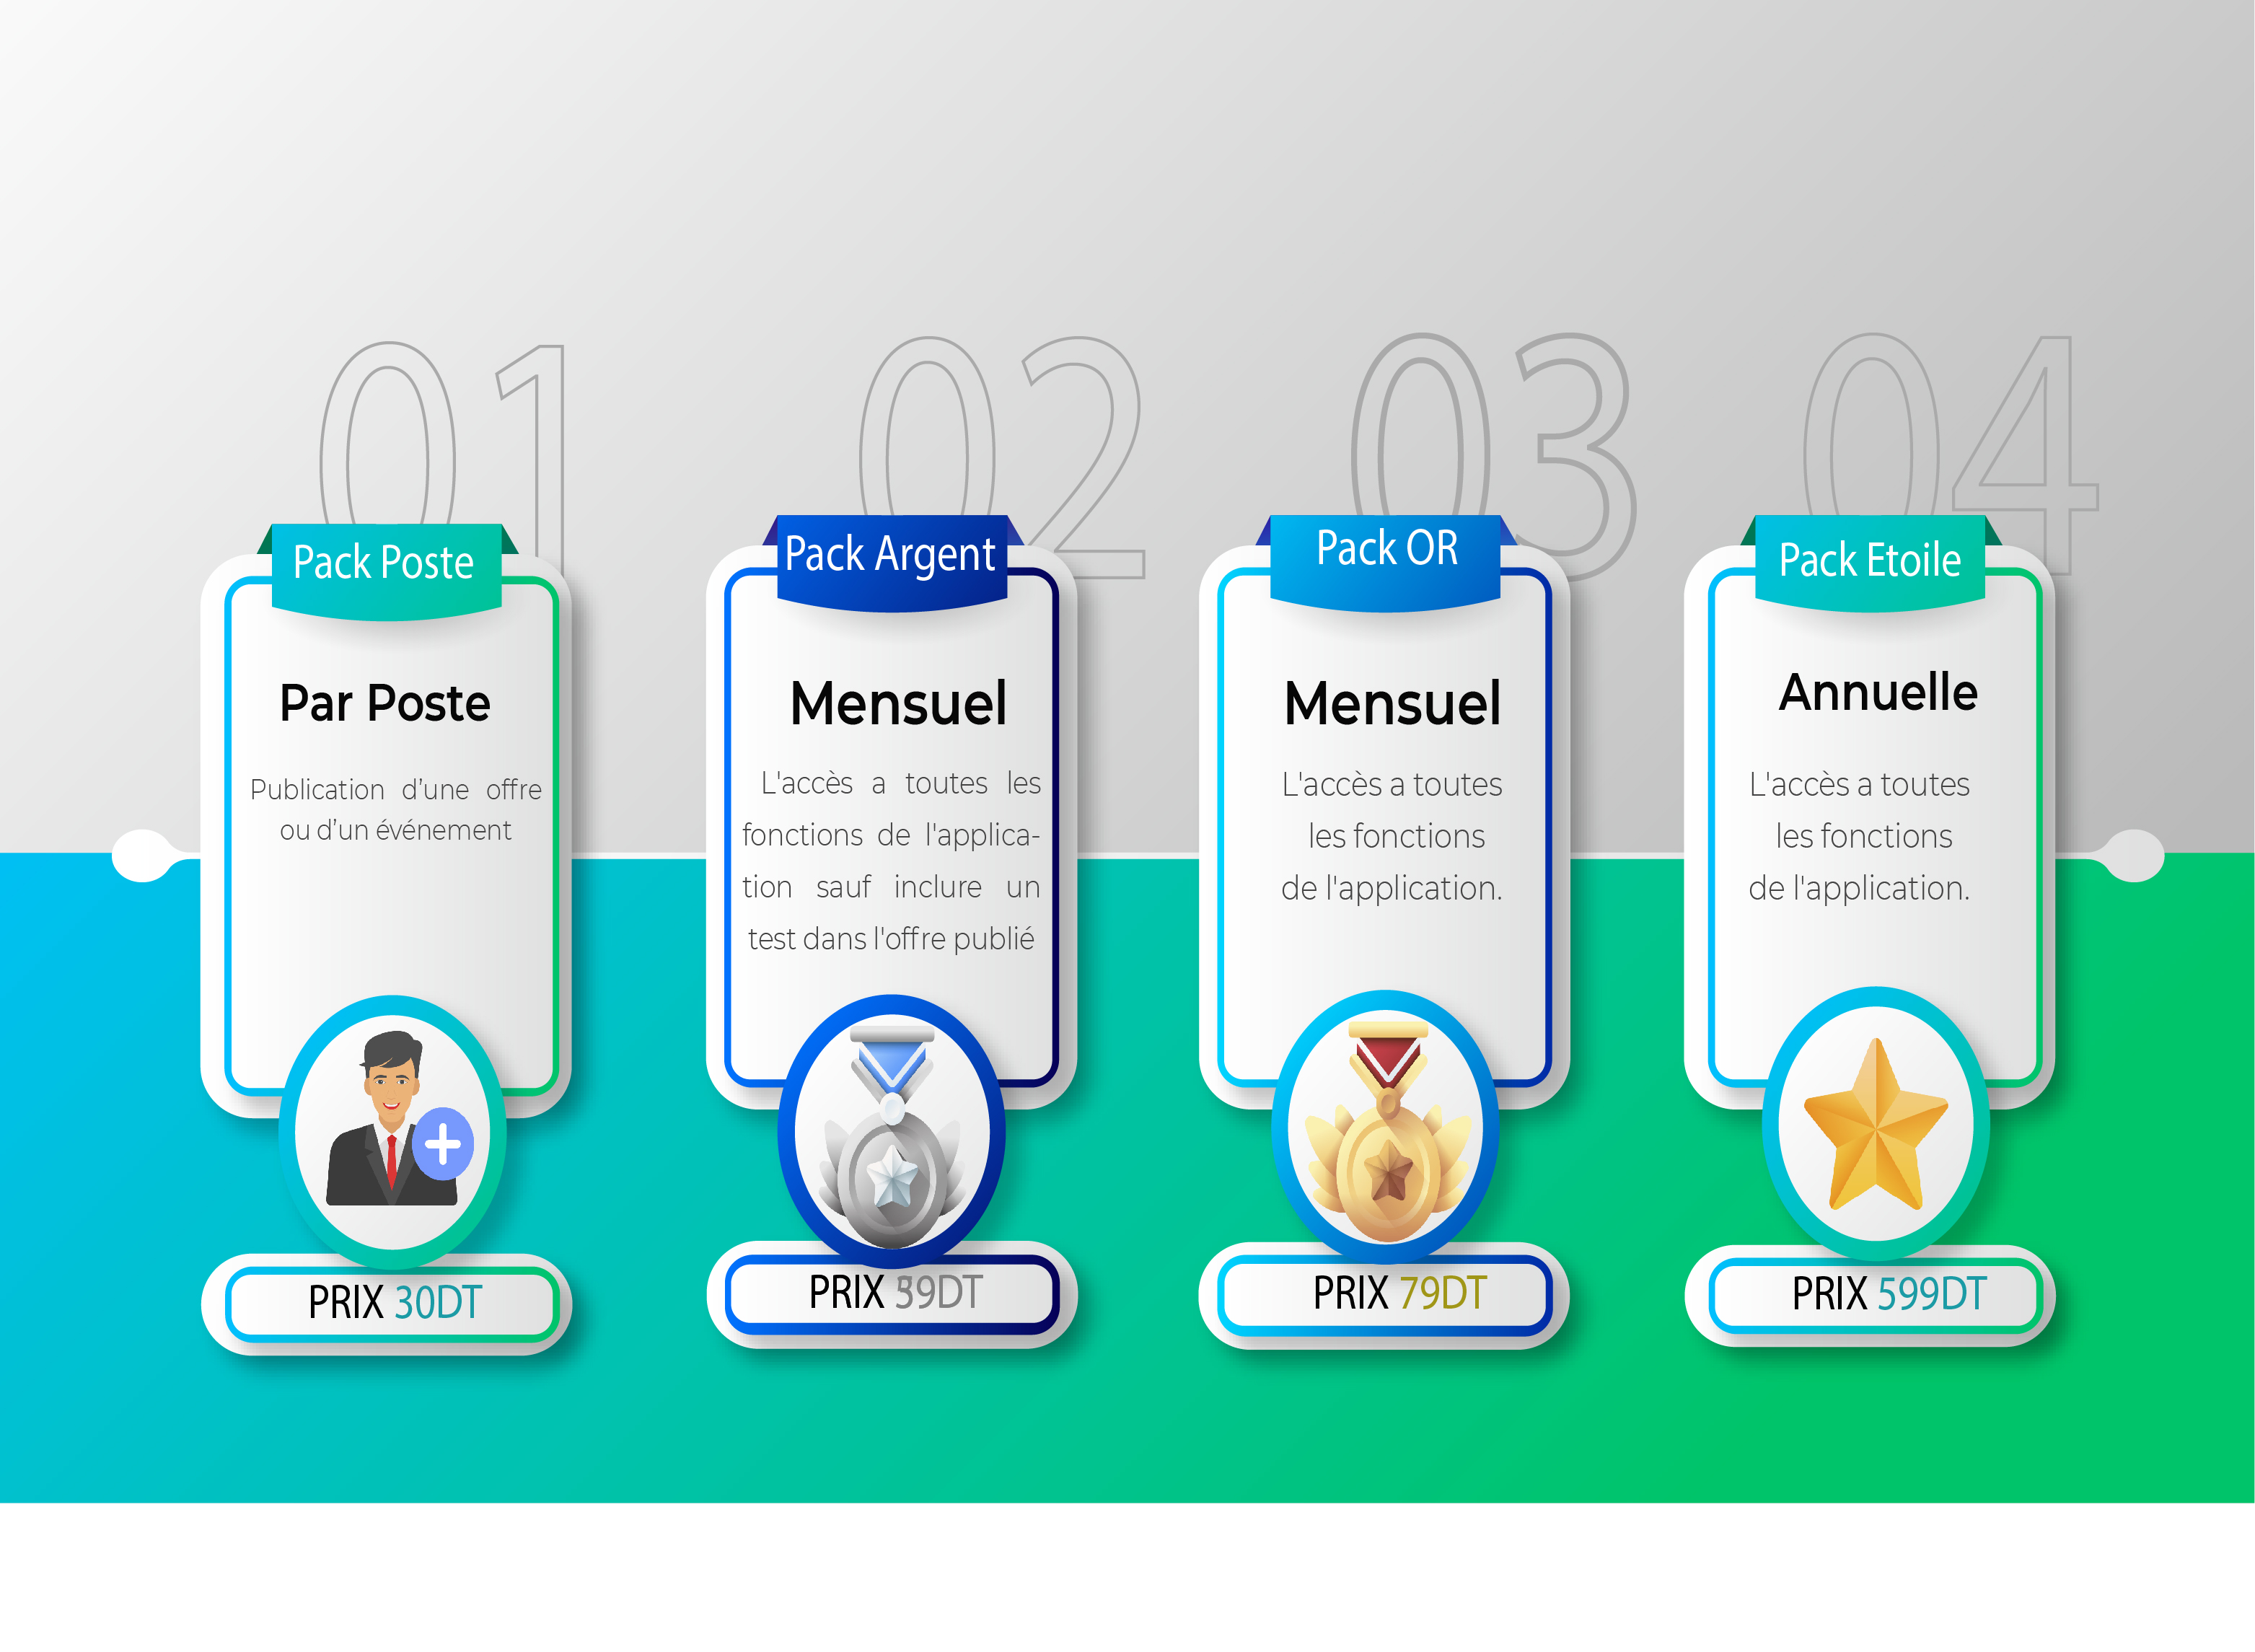 01
Pack Poste
Par Poste
Publication d’une offre
ou d’un événement
PRIX 30DT
02
Pack Argent
Mensuel
L'accès a toutes les
fonctions de l'applica-
tion sauf inclure un
test dans l'offre publié
PRIX
03
Pack OR
Mensuel
L'accès a toutes
les fonctions
de l'application.
PRIX 79DT
04
Pack Etoile
Annuelle
L'accès a toutes
les fonctions
de l'application.
PRIX 599DT